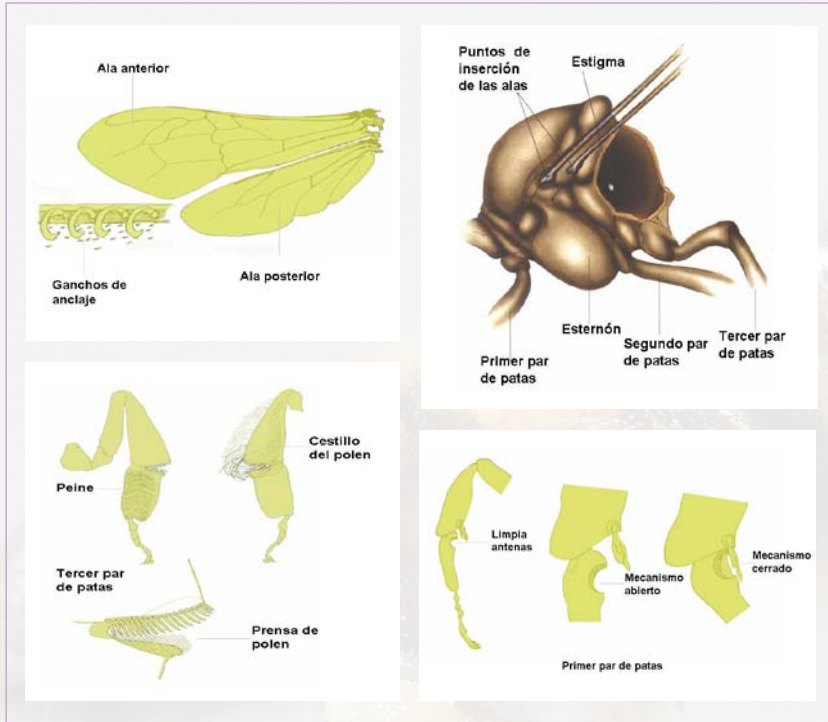 Ala anterior
Ganchos de
anclaje
Ala posterior
Puntos de
inserción
de las alas
Estigma
Esternón
Primer par
de patas
Segundo par
de patas
Tercer par
de patas
Cestillo
del polen
Peine
Tercer par
de patas
Prensa de
polen
Limpia
antenas
Mecanismo
abierto
Mecanismo
cerrado
Primer par de patas